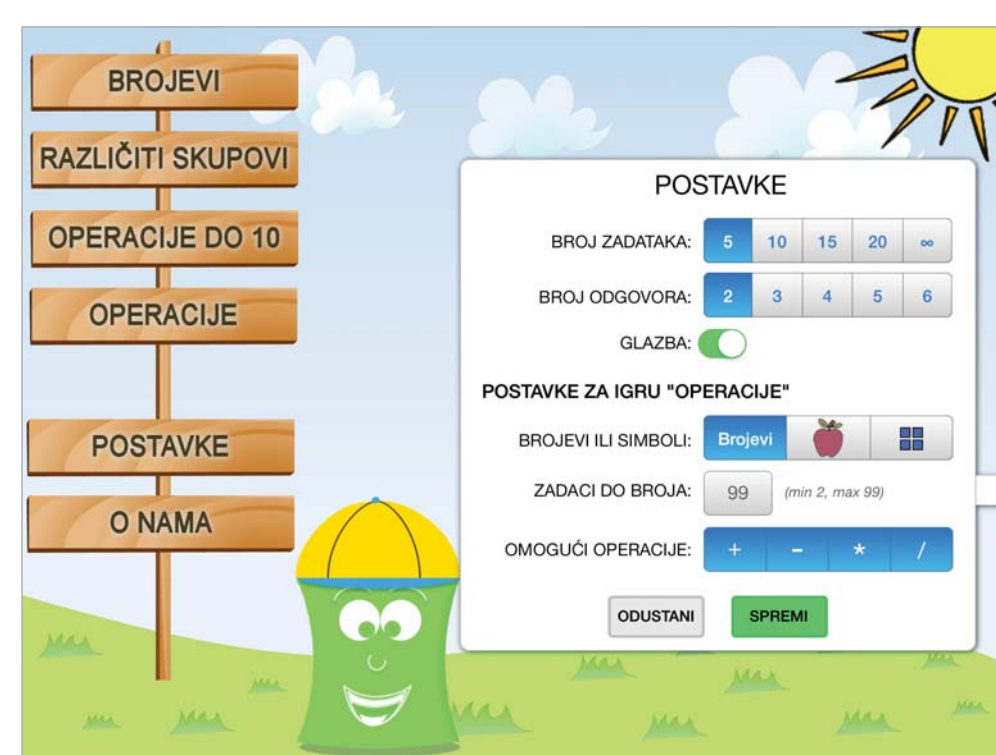 BROJEVI
RAZLIČITI SKUPOVI
OPERACIJE DO 10
OPERACIJE
POSTAVKE
O NAMA
POSTAVKE
BROJ ZADATAKA: 5 10 15 20 ∞
BROJ ODGOVORA: 2 3 4 5 6
GLAZBA:
POSTAVKE ZA IGRU "OPERACIJE"
BROJEVI ILI SIMBOLI: Brojevi
ZADACI DO BROJA: 99 (min 2, max 99)
OMOGUĆI OPERACIJE: + - * /
ODUSTANI SPREMI